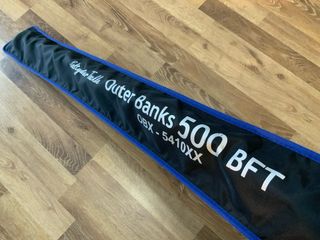 Outer Banks 500 BFT
OBX - 5410XX